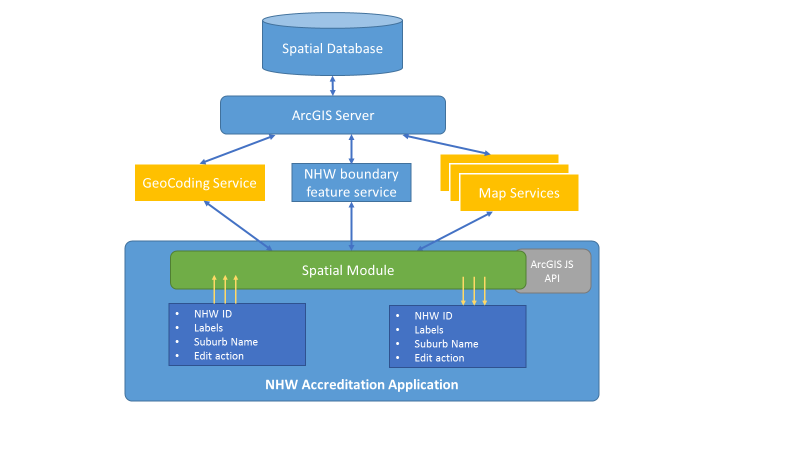 Spatial Database
ArcGIS Server
GeoCoding Service
NHW boundary
feature service
Map Services
Spatial Module
ArcGIS JS
API
• NHW ID
• Labels
• Suburb Name
• Edit action
• NHW ID
• Labels
• Suburb Name
• Edit action
NHW Accreditation Application